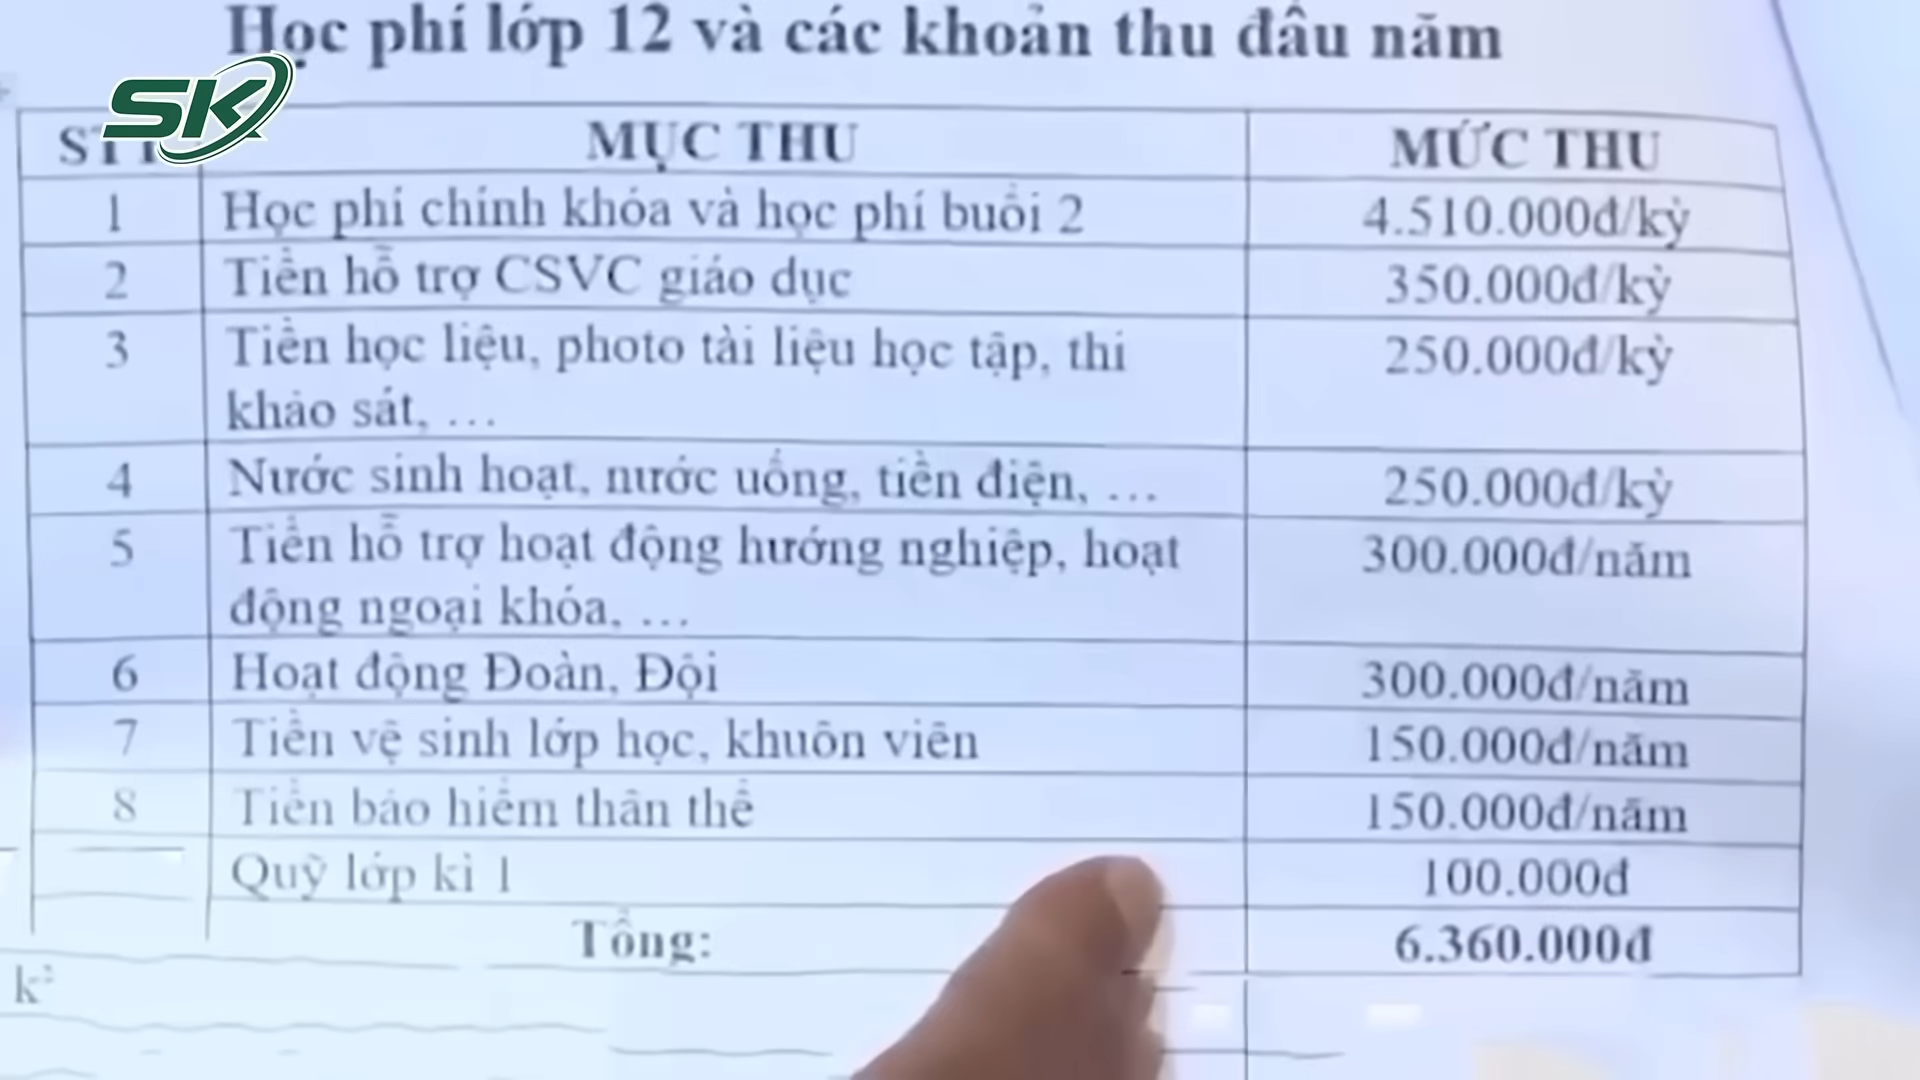 Học phí lớp 12 và các khoản thu đầu năm
SK
STT MỤC THU MỨC THU
1 Học phí chính khóa và học phí buổi 2 4.510.000đ/kỳ
2 Tiền hỗ trợ CSVC giáo dục 350.000đ/kỳ
3 Tiền học liệu, photo tài liệu học tập, thi 250.000đ/kỳ
khảo sát, ...
4 Nước sinh hoạt, nước uống, tiền điện, ... 250.000đ/kỳ
5 Tiền hỗ trợ hoạt động hướng nghiệp, hoạt 300.000đ/năm
động ngoại khóa, ...
6 Hoạt động Đoàn, Đội 300.000đ/năm
7 Tiền vệ sinh lớp học, khuôn viên 150.000đ/năm
8 Tiền bảo hiểm thân thể 150.000đ/năm
Quỹ lớp kì 1 100.000đ
Tổng: 6.360.000đ